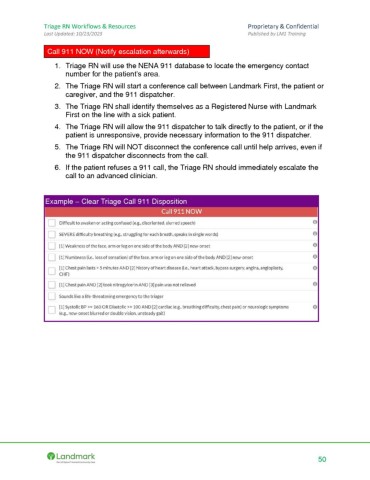 Triage RN Workflows & Resources
Proprietary & Confidential
Last Updated: 10/23/2020
Published by LMS Training
Call 911 NOW (Notify escalation afterwards)
1. Triage RN will use the NENA 911 database to locate the emergency contact
number for the patient's area.
2. The Triage RN will start a conference call between Landmark First, the patient or
caregiver, and the 911 dispatcher.
3. The Triage RN shall identify themselves as a Registered Nurse with Landmark
First on the line with a sick patient.
4. The Triage RN will allow the 911 dispatcher to talk directly to the patient, or if the
patient is unresponsive, provide necessary information to the 911 dispatcher.
5. The Triage RN will NOT disconnect the conference call until help arrives, even if
the 911 dispatcher disconnects from the call.
6. If the patient refuses a 911 call, the Triage RN should immediately escalate the
call to an advanced clinician.
Example – Clear Triage Call 911 Disposition
Call 911 NOW
Difficult to awaken or acting confused (e.g., disoriented, slurred speech)
SEVERE difficulty breathing (e.g., struggling for each breath, speaks in single words)
[1] Weakness of the face, arm or leg on one side of the body AND [2] new onset
[1] Numbness (i.e., loss of sensation) of the face, arm or leg on one side of the body AND [2] new onset
[1] Chest pain lasts > 5 minutes AND [2] history of heart disease (i.e., heart attack, bypass surgery, angina, angioplasty,
CHF)
[1] Chest pain AND [2] took nitroglycerin AND [3] pain was not relieved
Sounds like a life-threatening emergency to the triager
[1] Systolic BP >= 160 OR Diastolic >= 100 AND [2] cardiac (e.g., breathing difficulty, chest pain) or neurologic symptoms
(e.g., new-onset blurred or double vision, unsteady gait)
Landmark
50